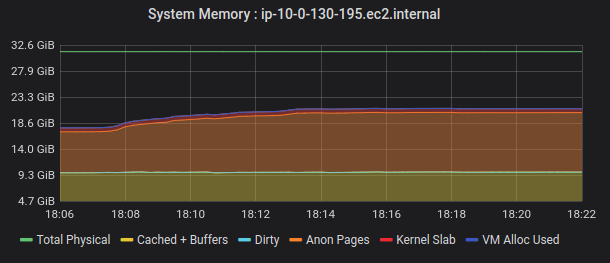 System Memory : ip-10-0-130-195.ec2.internal
32.6 GiB
27.9 GiB
23.3 GiB
18.6 GiB
14.0 GiB
9.3 GiB
4.7 GiB
18:06 18:08 18:10 18:12 18:14 18:16 18:18 18:20 18:22
Total Physical Cached + Buffers Dirty Anon Pages Kernel Slab VM Alloc Used